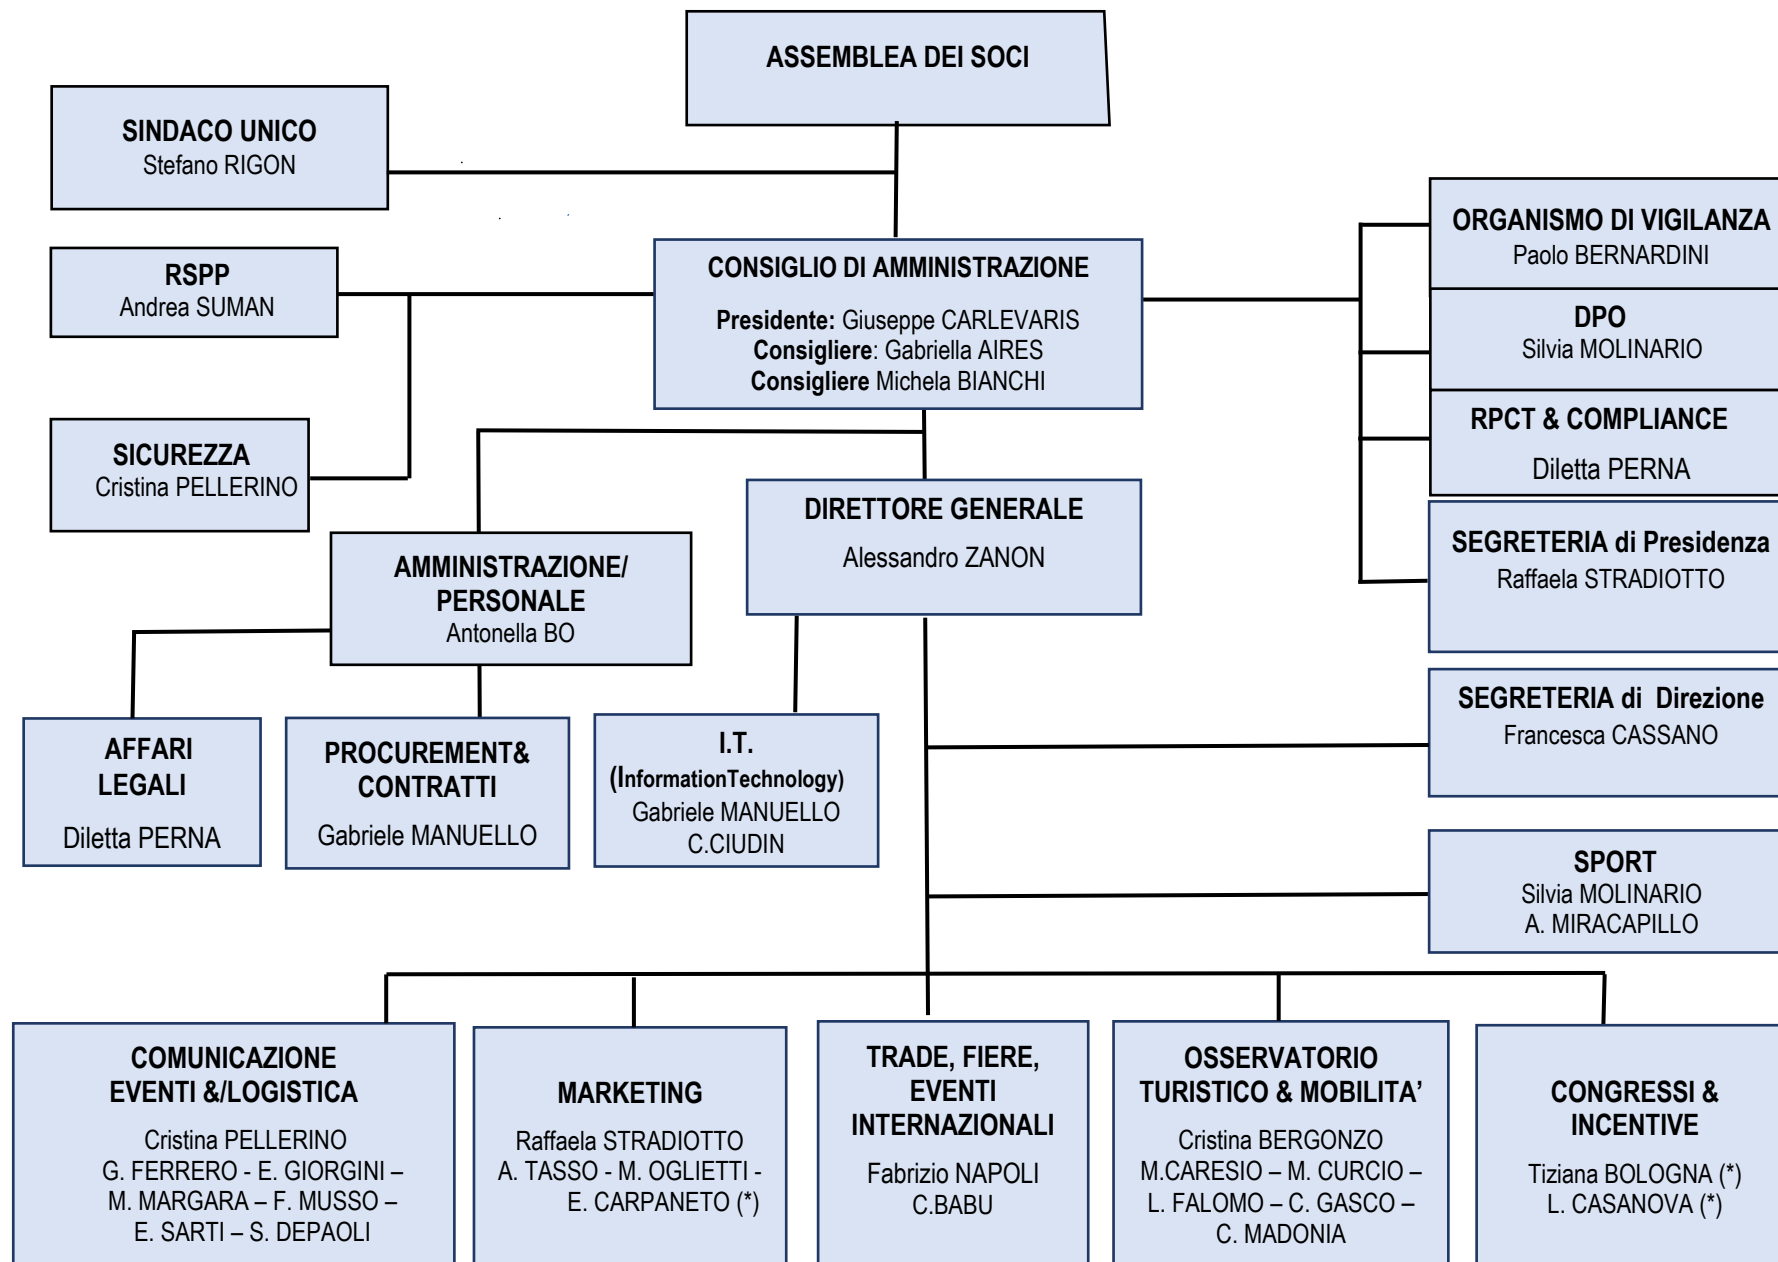 ASSEMBLEA DEI SOCI
SINDACO UNICO
Stefano RIGON
ORGANISMO DI VIGILANZA
Paolo BERNARDINI
RSPP
Andrea SUMAN
CONSIGLIO DI AMMINISTRAZIONE
Presidente: Giuseppe CARLEVARIS
Consigliere: Gabriella AIRES
Consigliere Michela BIANCHI
DPO
Silvia MOLINARIO
RPCT & COMPLIANCE
Diletta PERNA
SICUREZZA
Cristina PELLERINO
DIRETTORE GENERALE
Alessandro ZANON
SEGRETERIA di Presidenza
Raffaela STRADIOTTO
AMMINISTRAZIONE/
PERSONALE
Antonella BO
SEGRETERIA di  Direzione
Francesca CASSANO
AFFARI
LEGALI
Diletta PERNA
PROCUREMENT&
CONTRATTI
Gabriele MANUELLO
I.T.
(InformationTechnology)
Gabriele MANUELLO
C.CIUDIN
SPORT
Silvia MOLINARIO
A. MIRACAPILLO
COMUNICAZIONE
EVENTI &/LOGISTICA
Cristina PELLERINO
G. FERRERO - E. GIORGINI –
M. MARGARA – F. MUSSO –
E. SARTI – S. DEPAOLI
MARKETING
Raffaela STRADIOTTO
A. TASSO - M. OGLIETTI -
E. CARPANETO (*)
TRADE, FIERE,
EVENTI
INTERNAZIONALI
Fabrizio NAPOLI
C.BABU
OSSERVATORIO
TURISTICO & MOBILITA’
Cristina BERGONZO
M.CARESIO – M. CURCIO –
L. FALOMO – C. GASCO –
C. MADONIA
CONGRESSI &
INCENTIVE
Tiziana BOLOGNA (*)
L. CASANOVA (*)